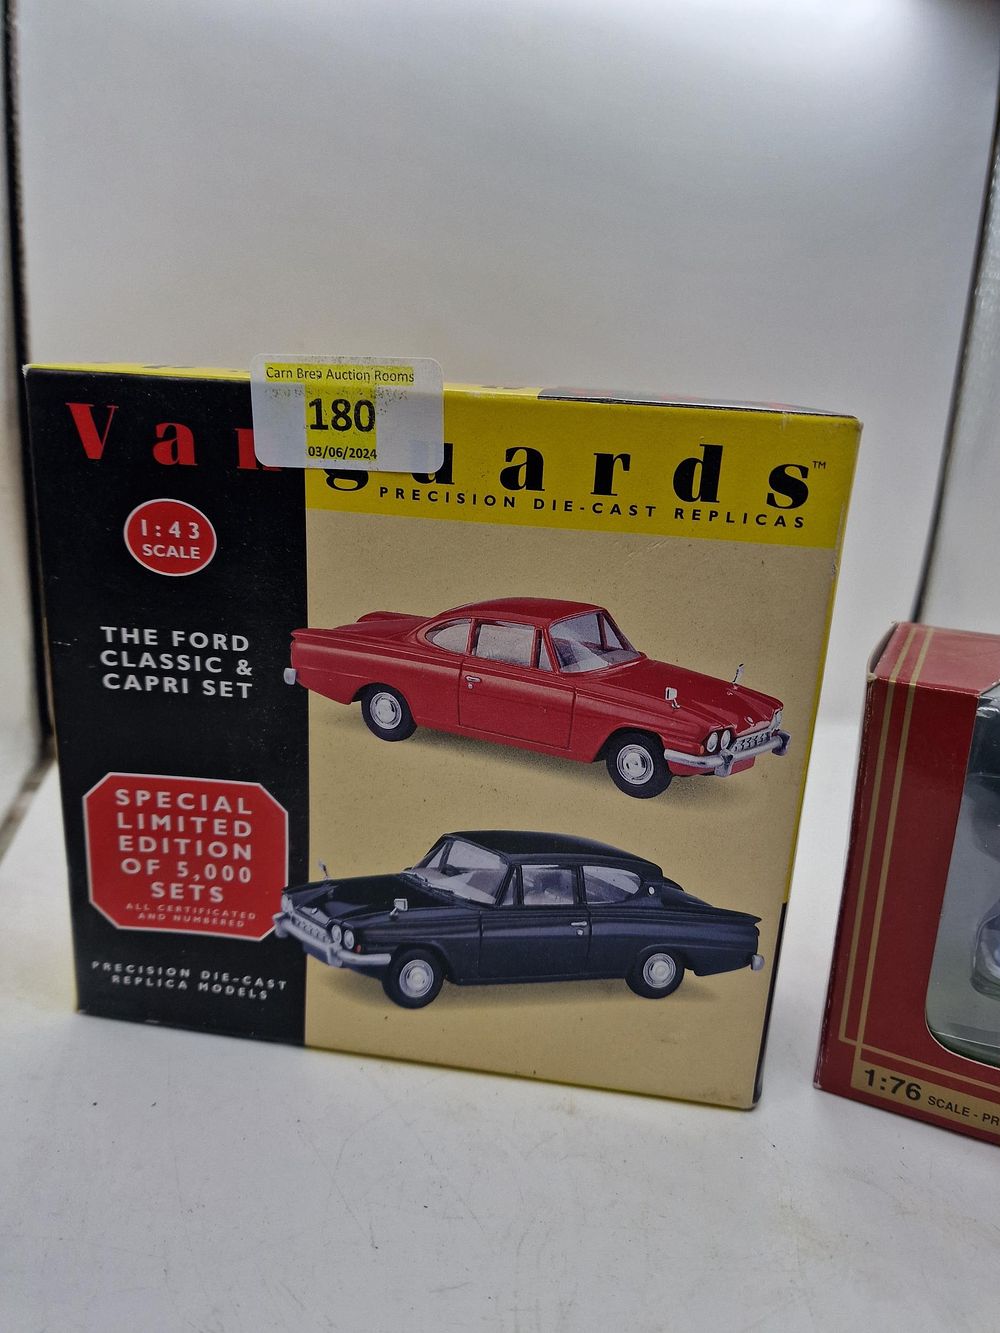 Carn Brea Auction Rooms
180
03/06/2024
Vanguards™
PRECISION DIE-CAST REPLICAS
1:43
SCALE
THE FORD
CLASSIC &
CAPRI SET
SPECIAL
LIMITED
EDITION
OF 5,000
SETS
ALL CERTIFICATED
AND NUMBERED
PRECISION DIE-CAST
REPLICA MODELS
1:76 SCALE - PR